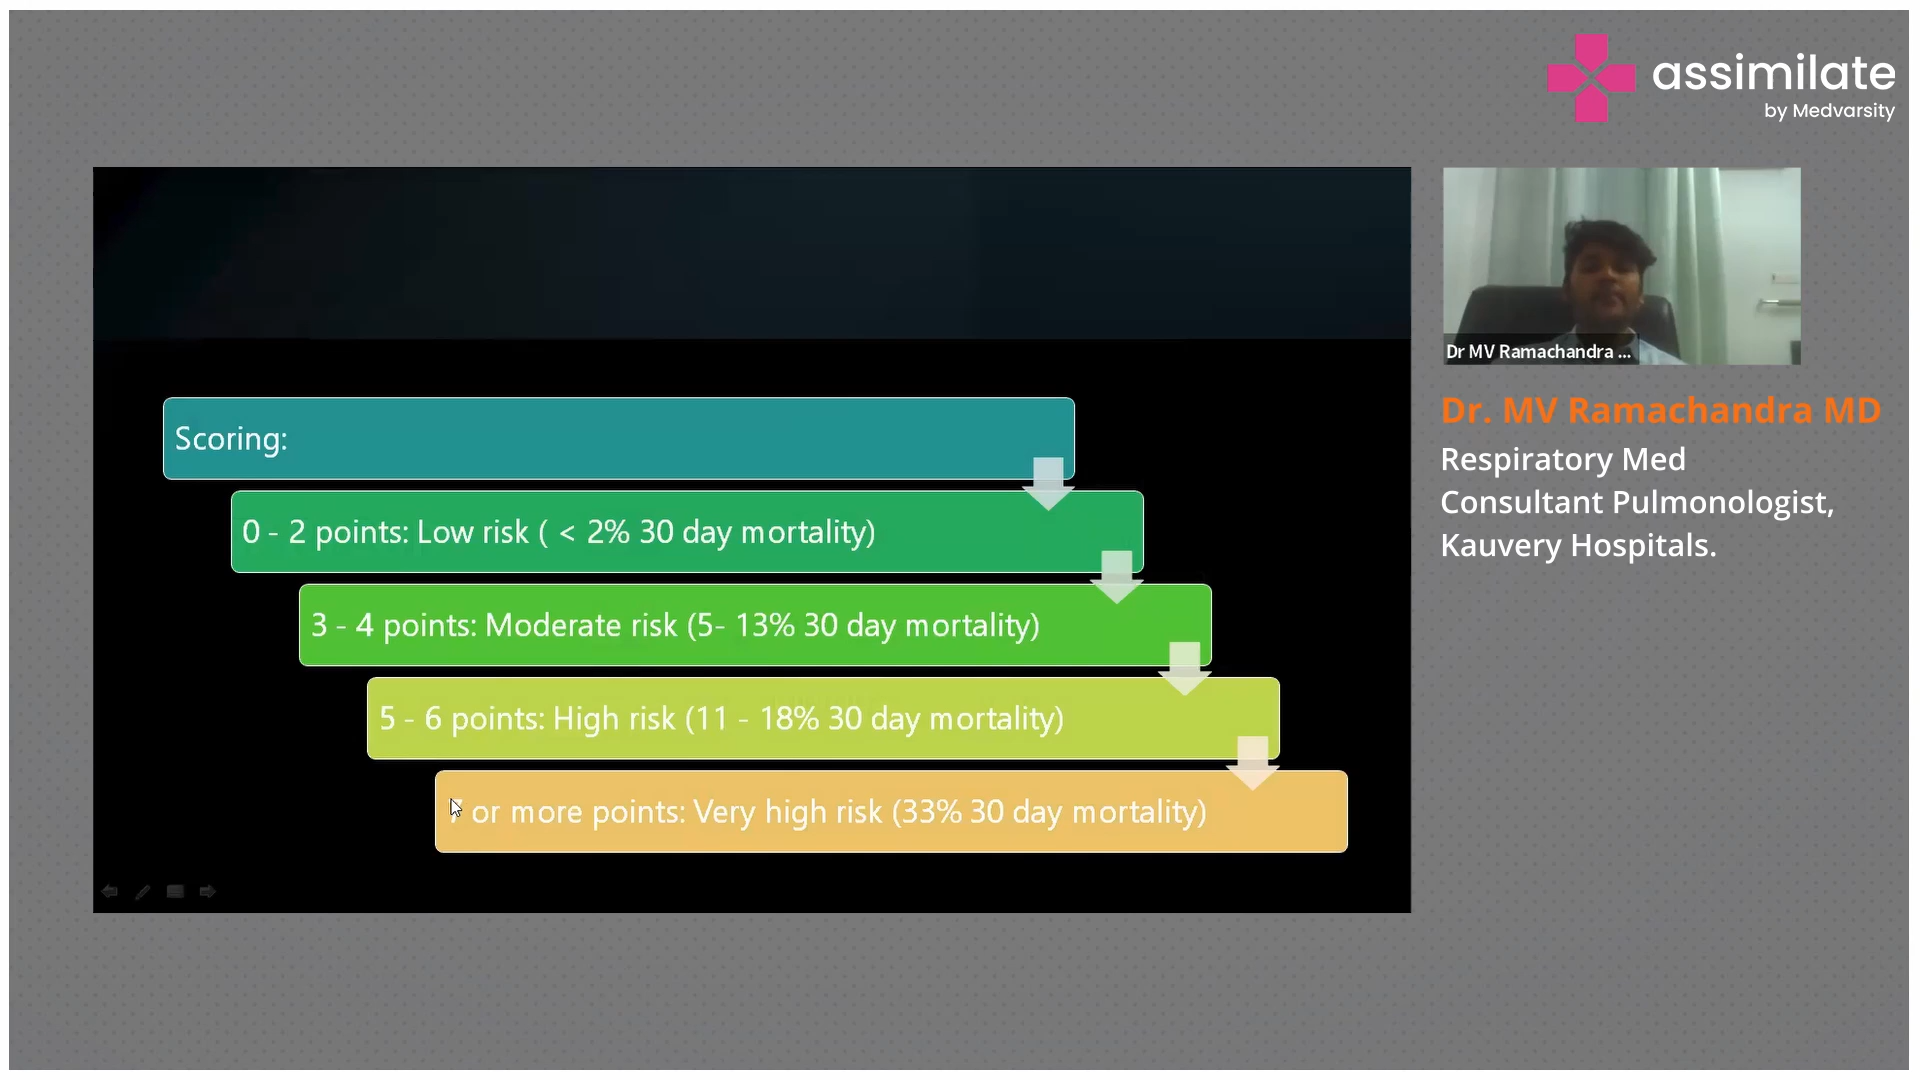 assimilate
by Medvarsity
Scoring:
0 - 2 points: Low risk ( < 2% 30 day mortality)
3 - 4 points: Moderate risk (5- 13% 30 day mortality)
5 - 6 points: High risk (11 - 18% 30 day mortality)
or more points: Very high risk (33% 30 day mortality)
Dr MV Ramachandra ...
Dr. MV Ramachandra MD
Respiratory Med
Consultant Pulmonologist,
Kauvery Hospitals.